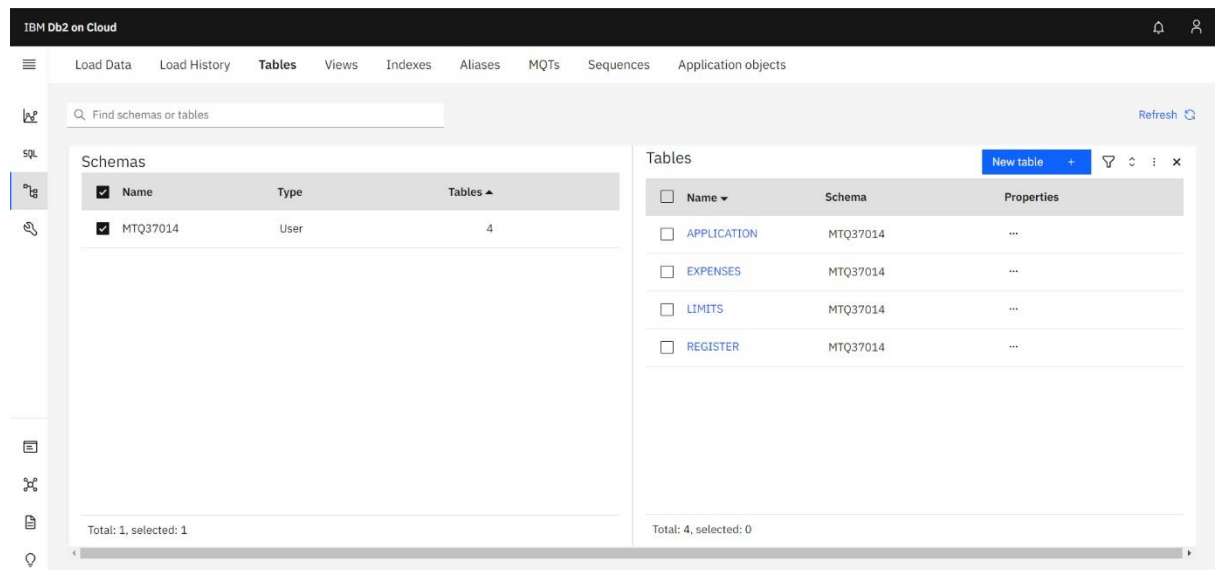 IBM Db2 on Cloud
Load Data Load History Tables Views Indexes Aliases MQTs Sequences Application objects
Find schemas or tables
Refresh
SQL
Schemas
Name Type Tables
MTQ37014 User 4
Total: 1, selected: 1
Tables
New table +
Name Schema Properties
APPLICATION MTQ37014 ...
EXPENSES MTQ37014 ...
LIMITS MTQ37014 ...
REGISTER MTQ37014 ...
Total: 4, selected: 0